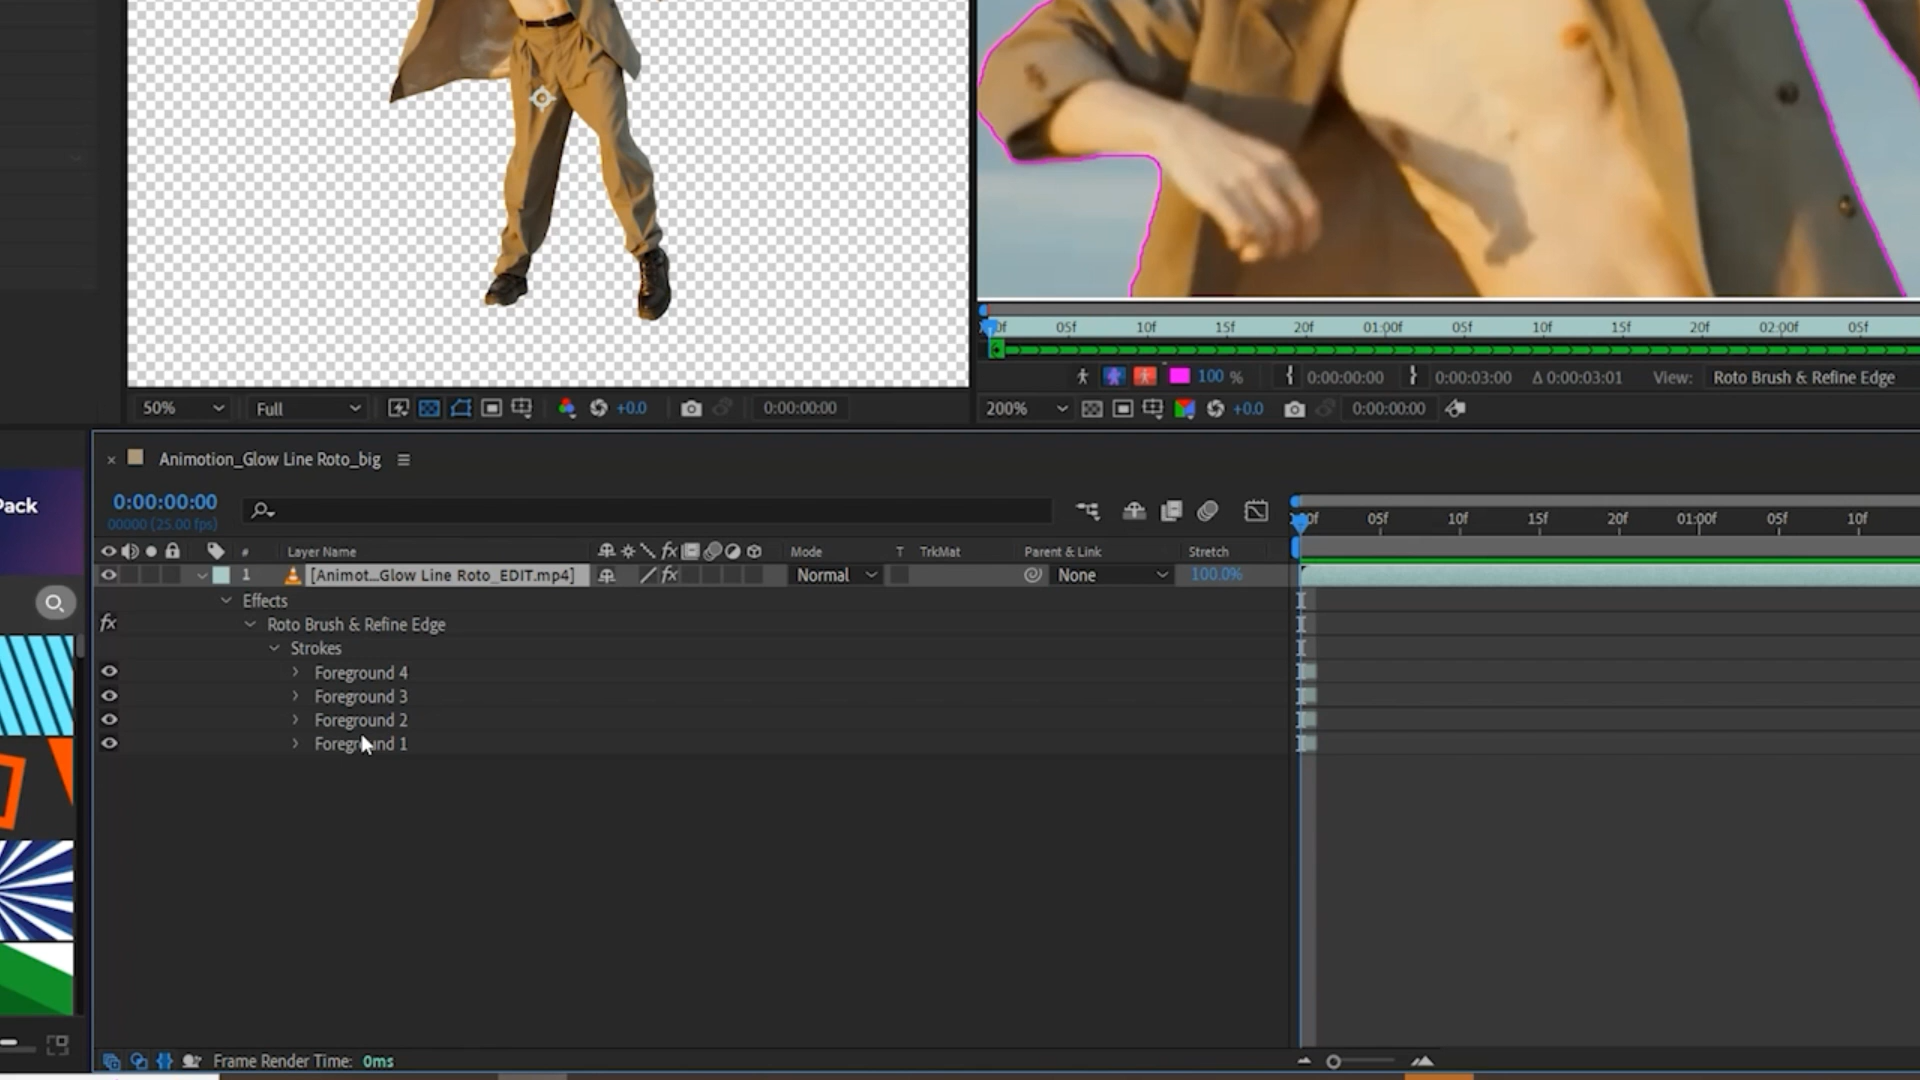 05f 10f 15f 20f 01:00f 05f 10f 15f 20f 02:00f 05f
100 % 0:00:00:00 0:00:03:00 Δ 0:00:03:01 View: Roto Brush & Refine Edge
50% Full +0.0 0:00:00:00
200% +0.0 0:00:00:00
Animotion_Glow Line Roto_big
Pack
0:00:00:00
00000 (25.00 fps)
05f 10f 15f 20f 01:00f 05f 10f
# Layer Name fx Mode T TrkMat Parent & Link Stretch
1 [Animot...Glow Line Roto_EDIT.mp4] fx Normal None 100.0%
Effects
fx Roto Brush & Refine Edge
Strokes
Foreground 4
Foreground 3
Foreground 2
Foreground 1
Frame Render Time: 0ms